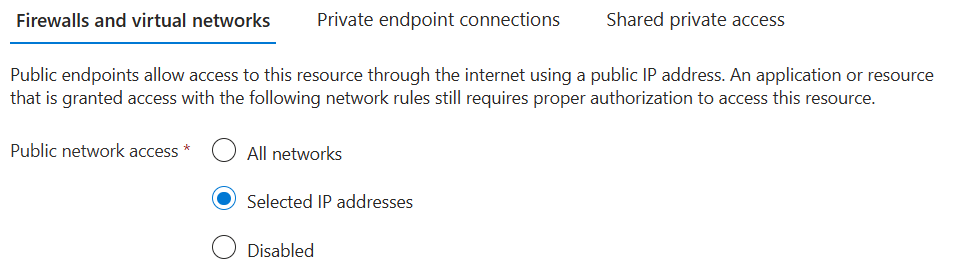 Firewalls and virtual networks Private endpoint connections Shared private access
Public endpoints allow access to this resource through the internet using a public IP address. An application or resource
that is granted access with the following network rules still requires proper authorization to access this resource.
Public network access * All networks
Selected IP addresses
Disabled